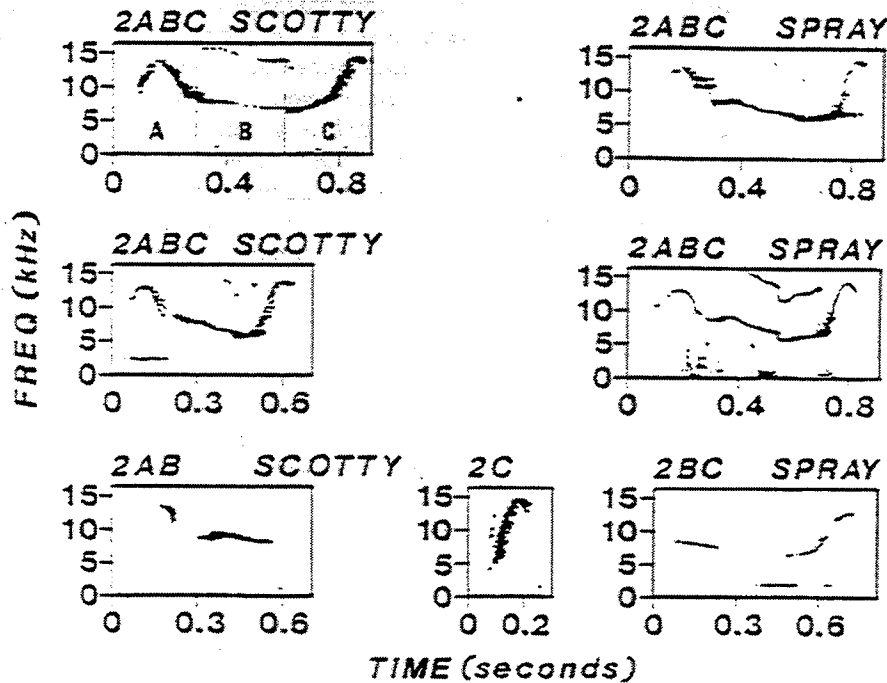 2ABC SCOTTY
15
10
5
0
A B C
0 0.4 0.8
2ABC SPRAY
15
10
5
0
0 0.4 0.8
FREQ (kHz)
2ABC SCOTTY
15
10
5
0
0 0.3 0.6
2ABC SPRAY
15
10
5
0
0 0.4 0.8
2AB SCOTTY
15
10
5
0
0 0.3 0.6
2C
15
10
5
0
0 0.2
2BC SPRAY
15
10
5
0
0 0.3 0.6
TIME (seconds)